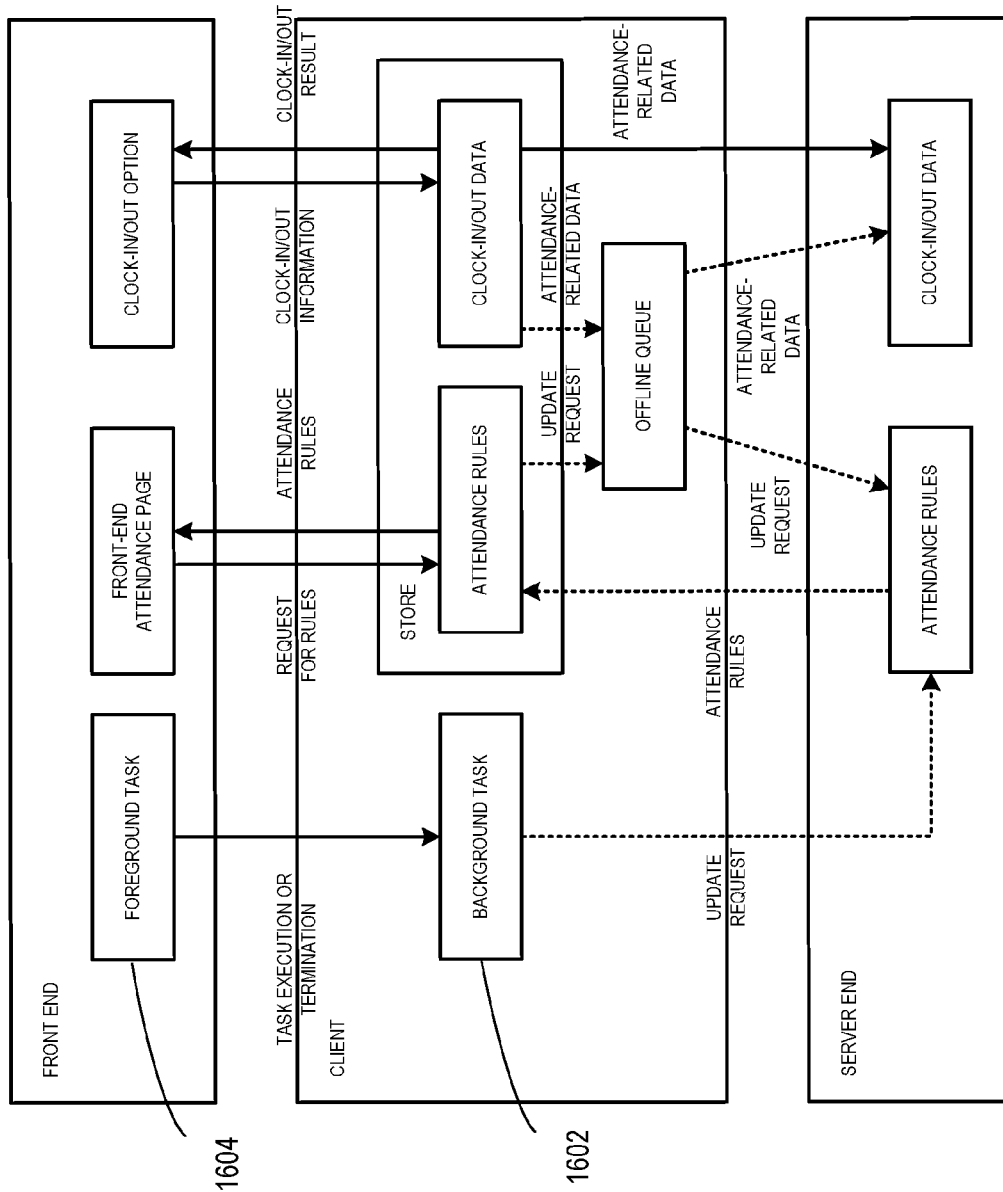 FRONT END
FOREGROUND TASK
FRONT-END
ATTENDANCE PAGE
CLOCK-IN/OUT OPTION
1604
TASK EXECUTION OR
TERMINATION
REQUEST
FOR RULES
ATTENDANCE
RULES
CLOCK-IN/OUT
INFORMATION
CLOCK-IN/OUT
RESULT
CLIENT
STORE
BACKGROUND TASK
ATTENDANCE RULES
CLOCK-IN/OUT DATA
1602
UPDATE
REQUEST
ATTENDANCE-
RELATED DATA
ATTENDANCE-
RELATED
DATA
OFFLINE QUEUE
UPDATE
REQUEST
ATTENDANCE
RULES
UPDATE
REQUEST
ATTENDANCE-
RELATED
DATA
SERVER END
ATTENDANCE RULES
CLOCK-IN/OUT DATA